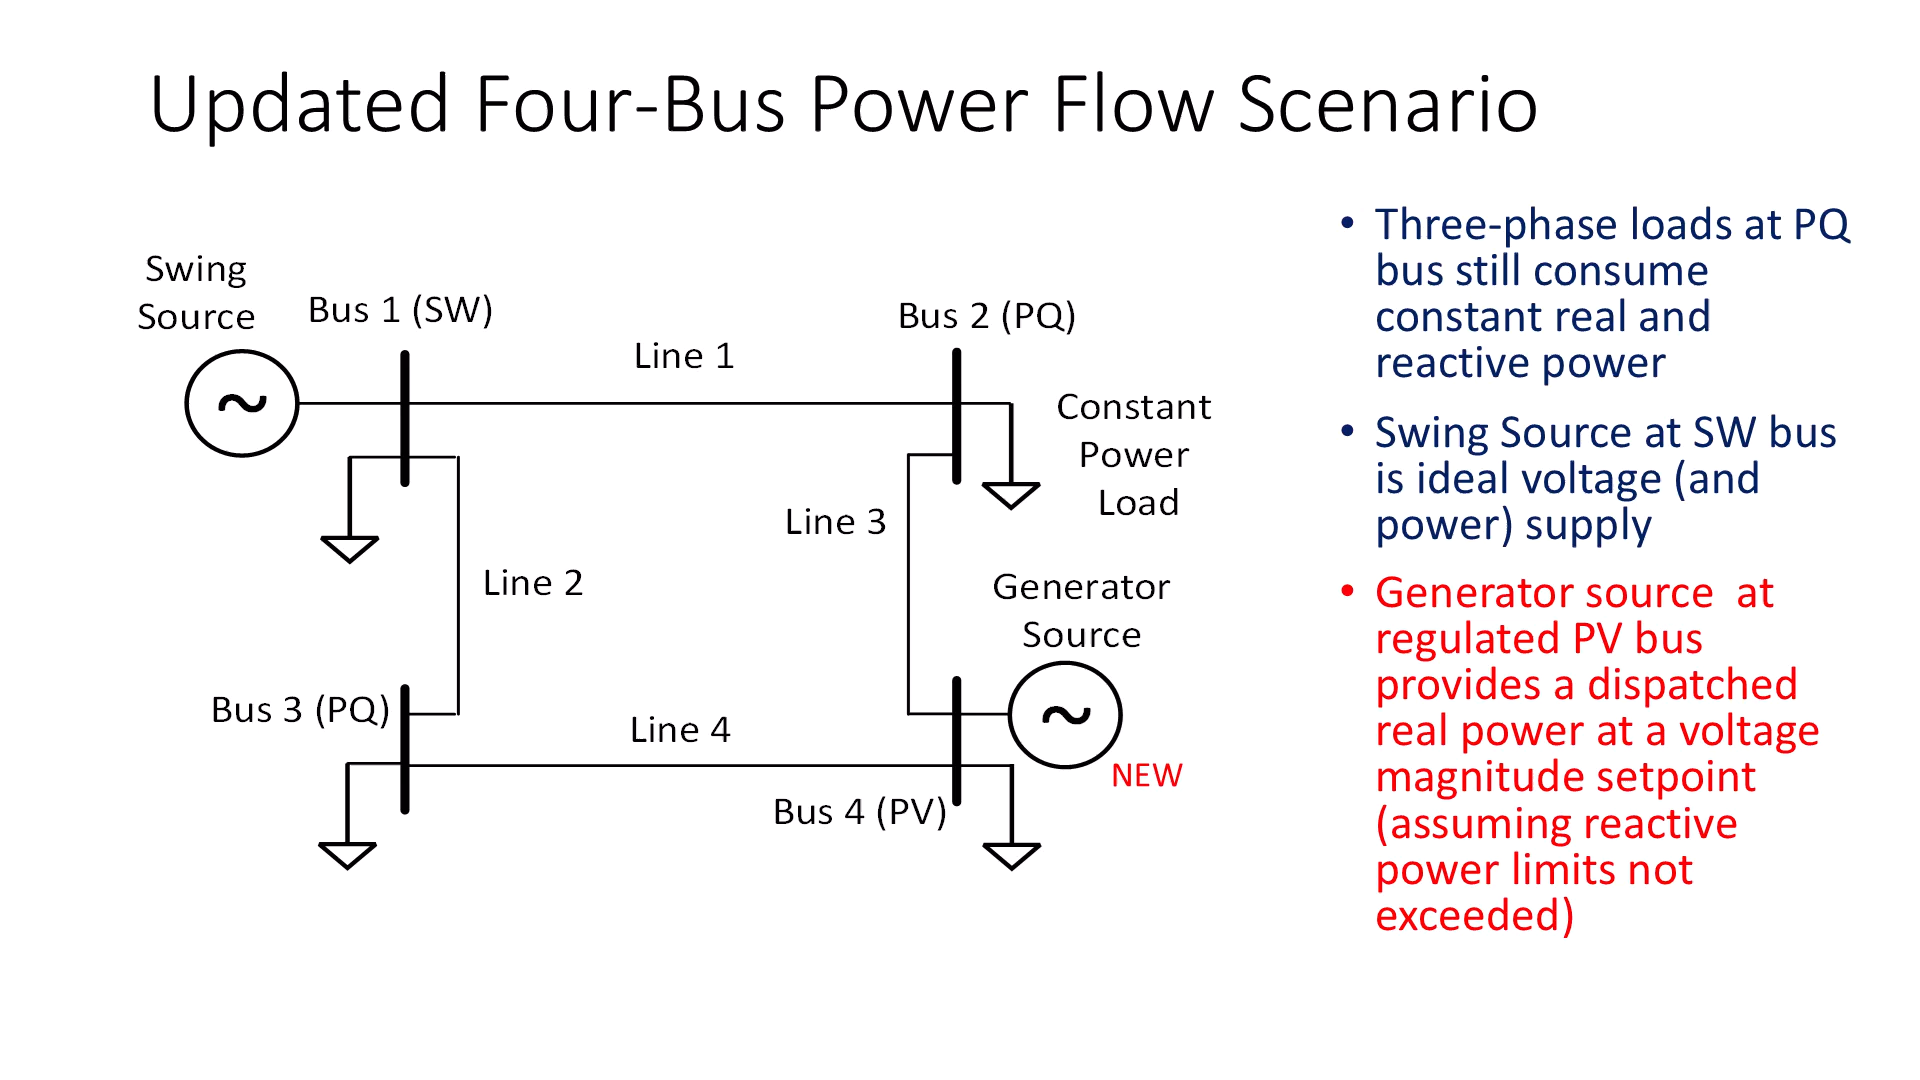 Updated Four-Bus Power Flow Scenario
Swing
Source
Bus 1 (SW)
Bus 2 (PQ)
Line 1
Constant
Power
Load
Line 3
Line 2
Generator
Source
Bus 3 (PQ)
Line 4
NEW
Bus 4 (PV)
• Three-phase loads at PQ
bus still consume
constant real and
reactive power
• Swing Source at SW bus
is ideal voltage (and
power) supply
• Generator source  at
regulated PV bus
provides a dispatched
real power at a voltage
magnitude setpoint
(assuming reactive
power limits not
exceeded)